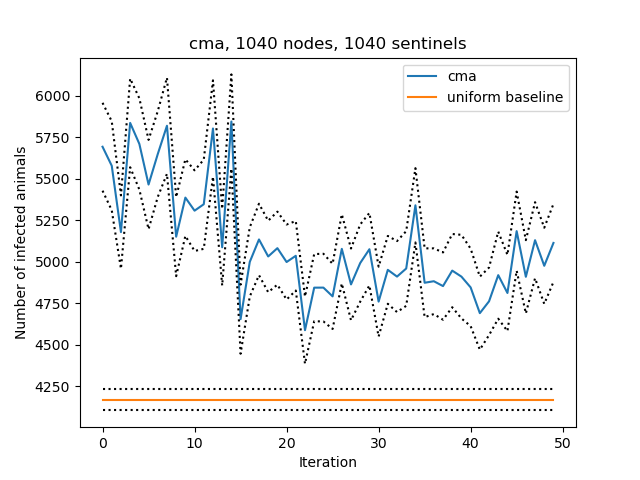 cma, 1040 nodes, 1040 sentinels
cma
uniform baseline
Number of infected animals
6000
5750
5500
5250
5000
4750
4500
4250
0 10 20 30 40 50
Iteration